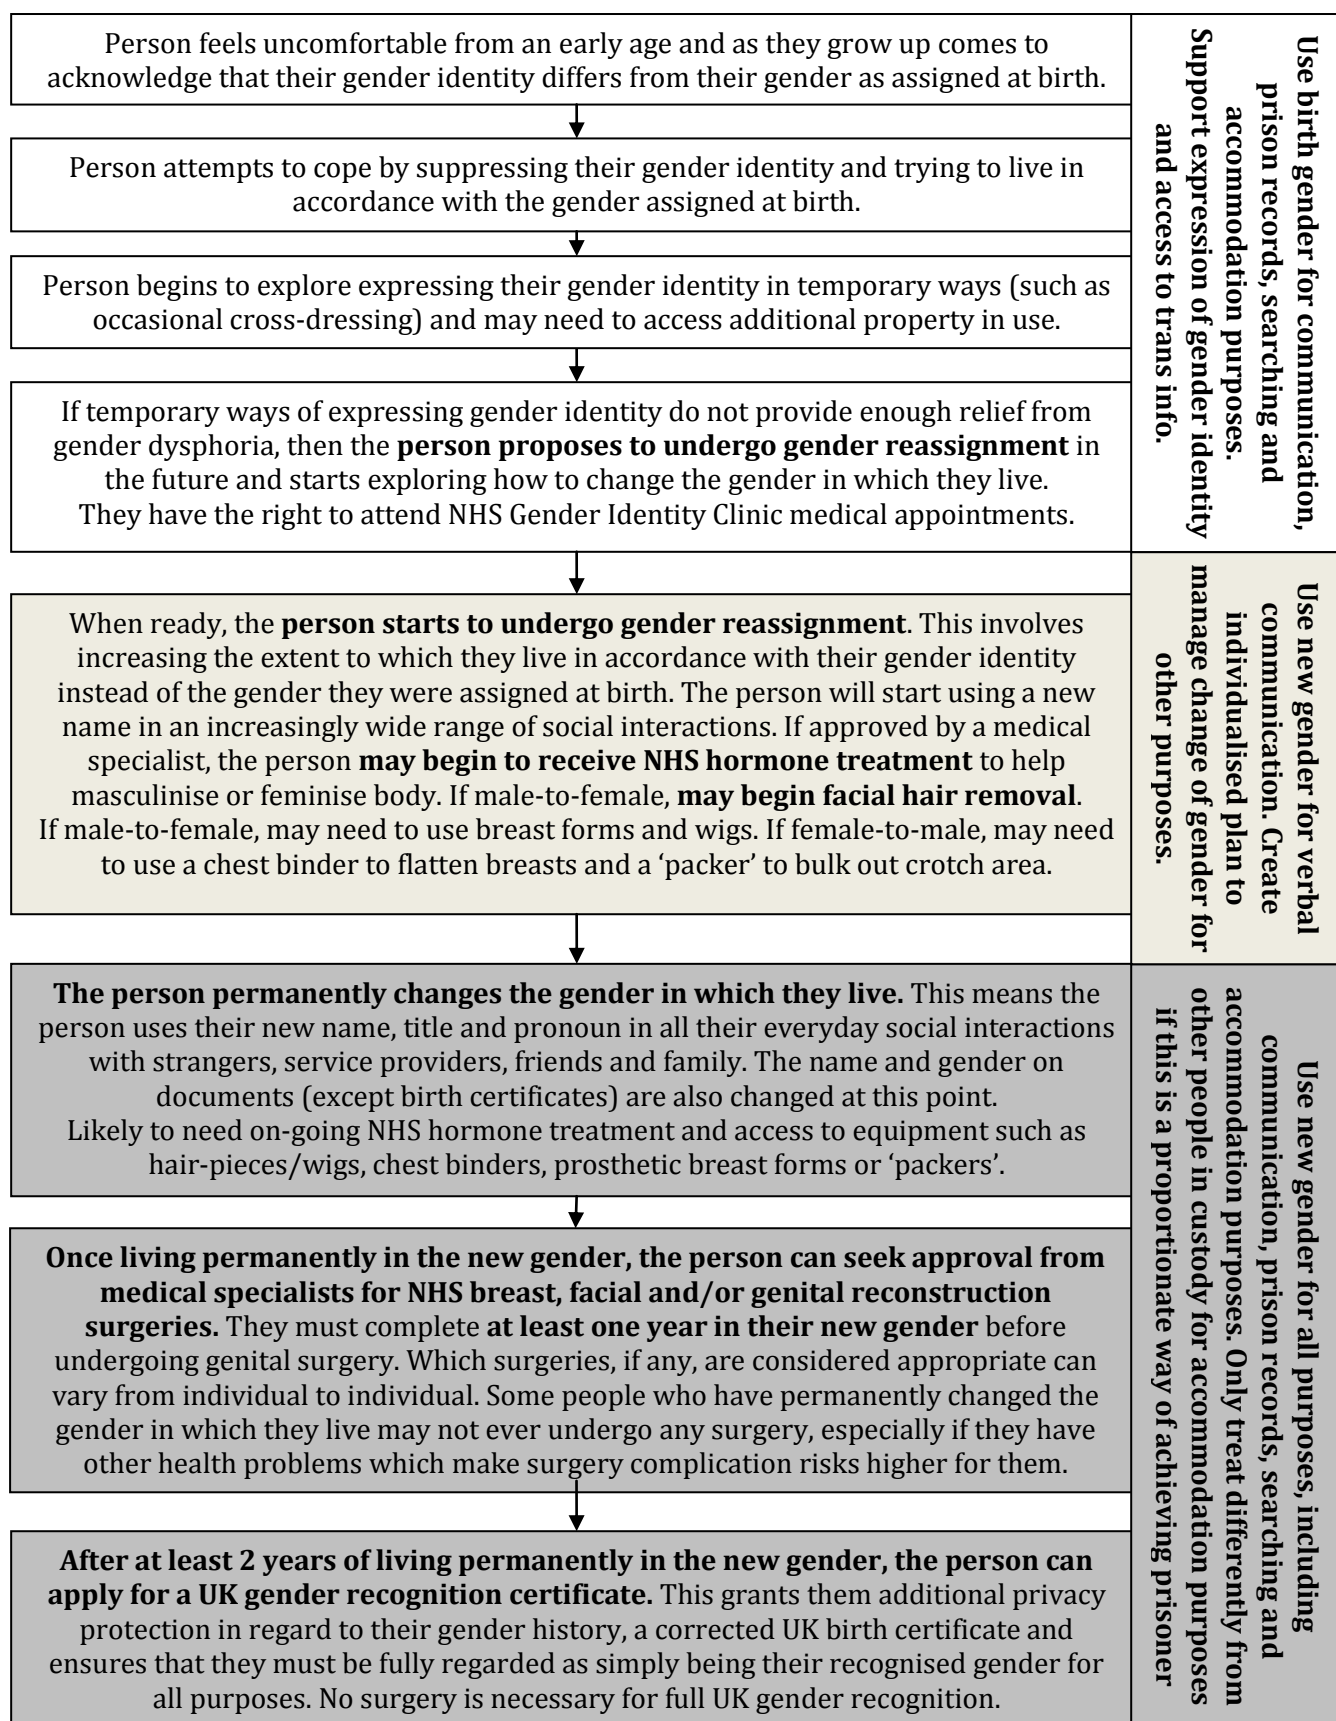 Person feels uncomfortable from an early age and as they grow up comes to
acknowledge that their gender identity differs from their gender as assigned at birth.
Person attempts to cope by suppressing their gender identity and trying to live in
accordance with the gender assigned at birth.
Person begins to explore expressing their gender identity in temporary ways (such as
occasional cross-dressing) and may need to access additional property in use.
If temporary ways of expressing gender identity do not provide enough relief from
gender dysphoria, then the person proposes to undergo gender reassignment in
the future and starts exploring how to change the gender in which they live.
They have the right to attend NHS Gender Identity Clinic medical appointments.
Use birth gender for communication,
prison records, searching and
accommodation purposes.
Support expression of gender identity
and access to trans info.
When ready, the person starts to undergo gender reassignment. This involves
increasing the extent to which they live in accordance with their gender identity
instead of the gender they were assigned at birth. The person will start using a new
name in an increasingly wide range of social interactions. If approved by a medical
specialist, the person may begin to receive NHS hormone treatment to help
masculinise or feminise body. If male-to-female, may begin facial hair removal.
If male-to-female, may need to use breast forms and wigs. If female-to-male, may need
to use a chest binder to flatten breasts and a ‘packer’ to bulk out crotch area.
Use new gender for verbal
communication. Create
individualised plan to
manage change of gender for
other purposes.
The person permanently changes the gender in which they live. This means the
person uses their new name, title and pronoun in all their everyday social interactions
with strangers, service providers, friends and family. The name and gender on
documents (except birth certificates) are also changed at this point.
Likely to need on-going NHS hormone treatment and access to equipment such as
hair-pieces/wigs, chest binders, prosthetic breast forms or ‘packers’.
Once living permanently in the new gender, the person can seek approval from
medical specialists for NHS breast, facial and/or genital reconstruction
surgeries. They must complete at least one year in their new gender before
undergoing genital surgery. Which surgeries, if any, are considered appropriate can
vary from individual to individual. Some people who have permanently changed the
gender in which they live may not ever undergo any surgery, especially if they have
other health problems which make surgery complication risks higher for them.
After at least 2 years of living permanently in the new gender, the person can
apply for a UK gender recognition certificate. This grants them additional privacy
protection in regard to their gender history, a corrected UK birth certificate and
ensures that they must be fully regarded as simply being their recognised gender for
all purposes. No surgery is necessary for full UK gender recognition.
Use new gender for all purposes, including
communication, prison records, searching and
accommodation purposes. Only treat differently from
other people in custody for accommodation purposes
if this is a proportionate way of achieving prisoner